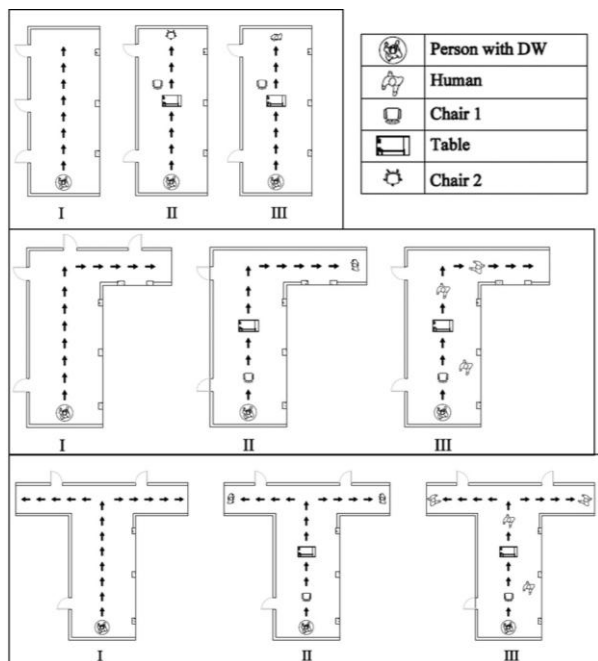 I II III
Person with DW
Human
Chair 1
Table
Chair 2
I II III
I II III